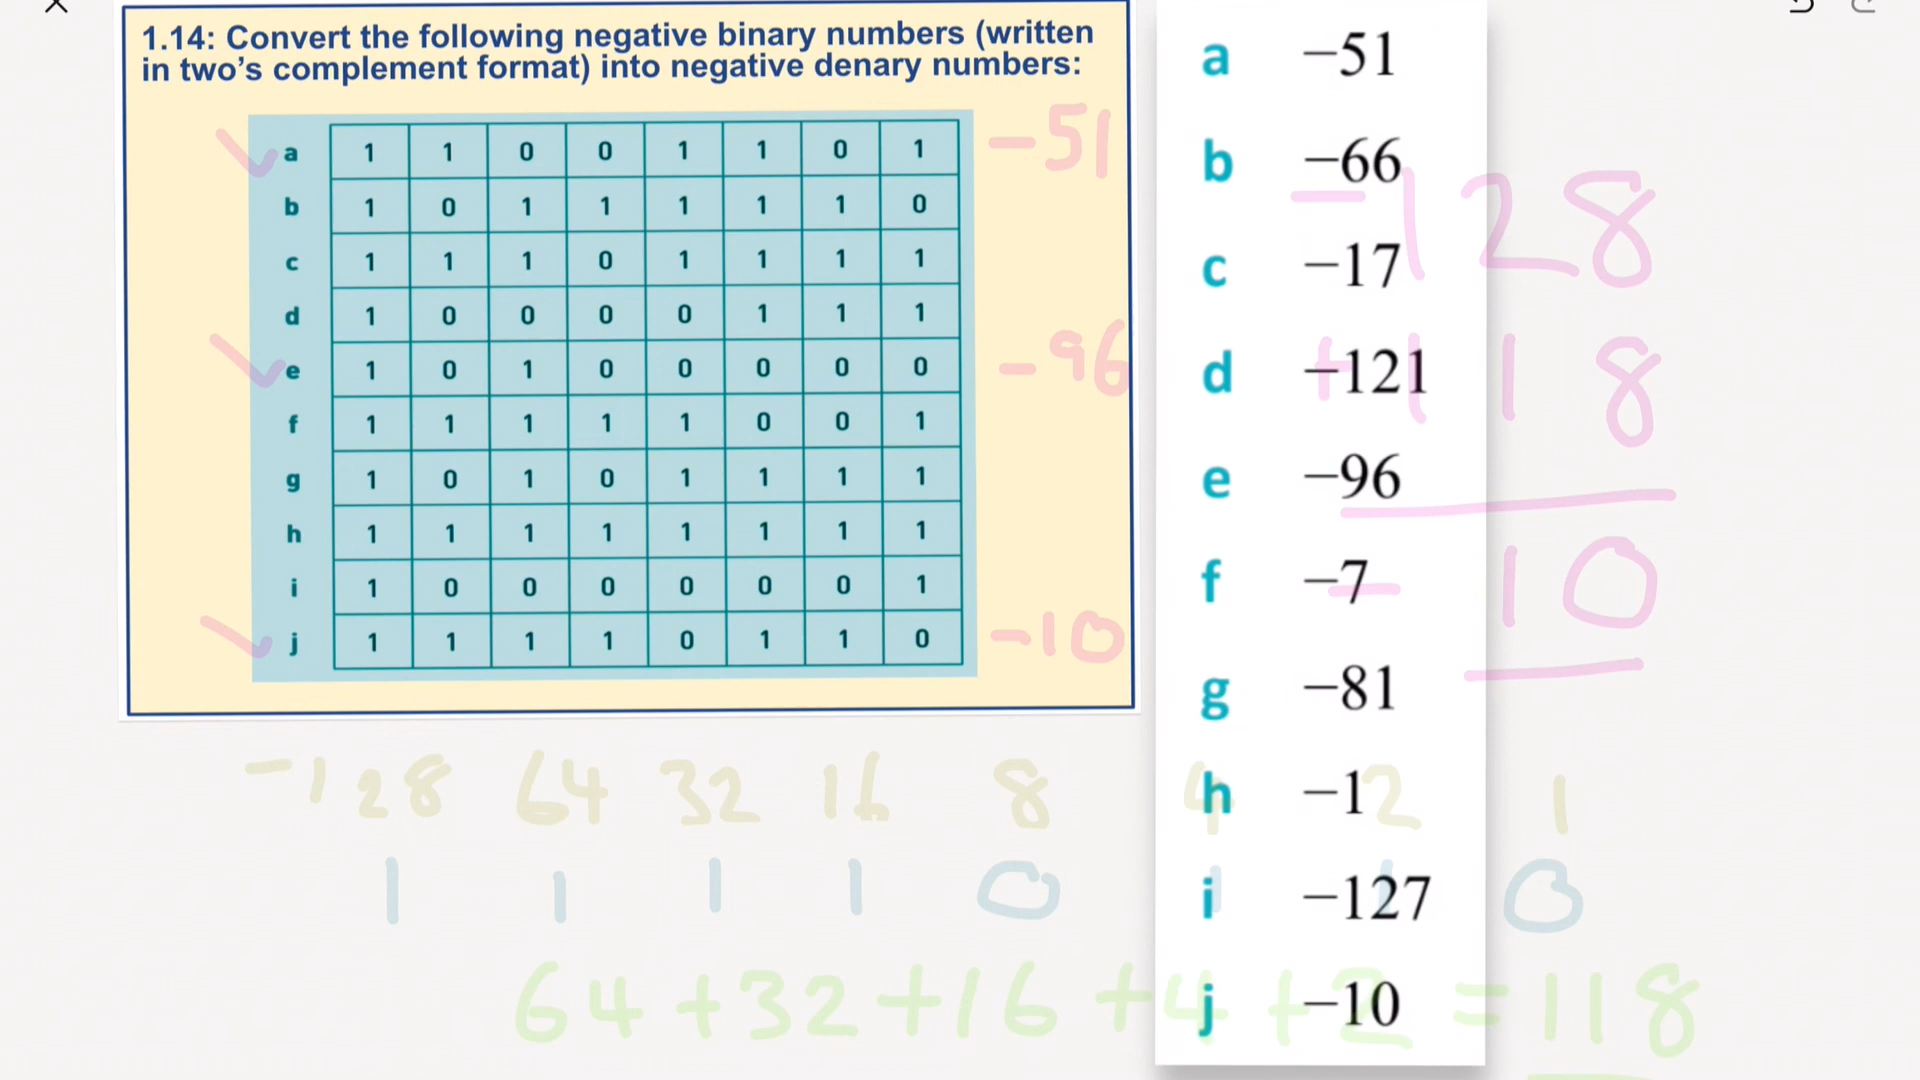 1.14: Convert the following negative binary numbers (written
in two's complement format) into negative denary numbers:
a 1 1 0 0 1 1 0 1 -51
b 1 0 1 1 1 1 1 0
c 1 1 1 0 1 1 1 1
d 1 0 0 0 0 1 1 1
e 1 0 1 0 0 0 0 0 -96
f 1 1 1 1 1 0 0 1
g 1 0 1 0 1 1 1 1
h 1 1 1 1 1 1 1 1
i 1 0 0 0 0 0 0 1
j 1 1 1 1 0 1 1 0 -10
a −51
b −66
c −17
d −121
e −96
f −7
g −81
h −1
i −127
j −10
-128
+118
-10
-128 64 32 16 8 4 2 1
1 1 1 1 0 1 1 0
64+32+16+4+2=118